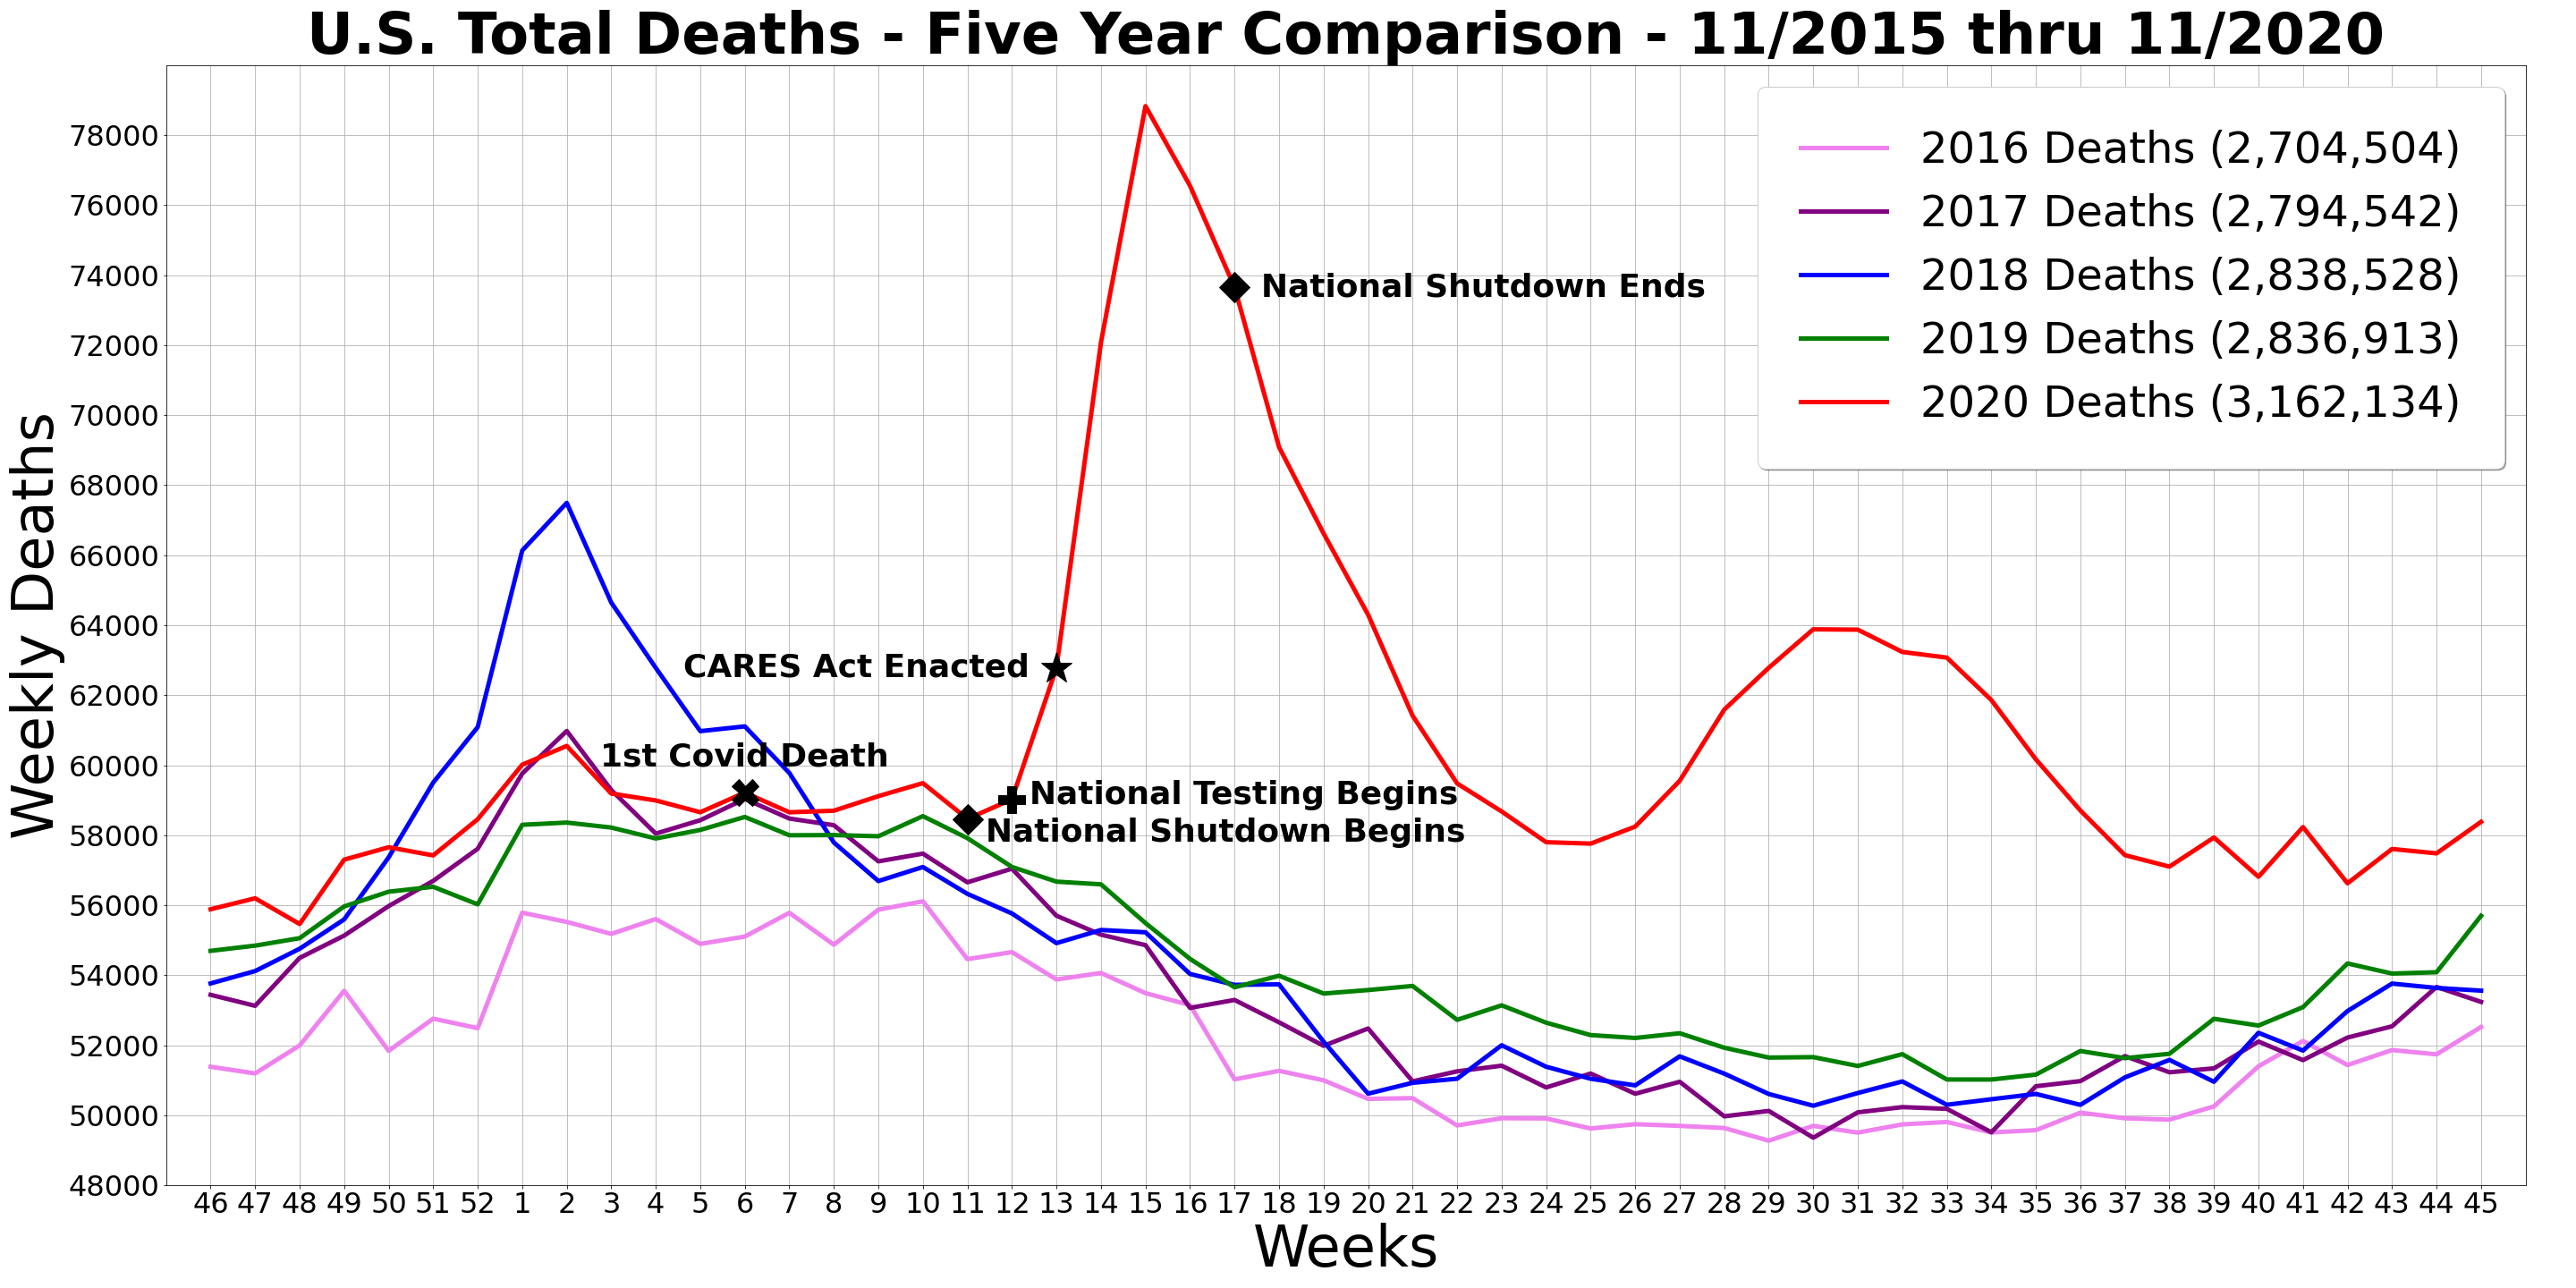 U.S. Total Deaths - Five Year Comparison - 11/2015 thru 11/2020
2016 Deaths (2,704,504)
2017 Deaths (2,794,542)
2018 Deaths (2,838,528)
2019 Deaths (2,836,913)
2020 Deaths (3,162,134)
Weekly Deaths
78000
76000
74000
72000
70000
68000
66000
64000
62000
60000
58000
56000
54000
52000
50000
48000
National Shutdown Ends
CARES Act Enacted
1st Covid Death
National Testing Begins
National Shutdown Begins
46 47 48 49 50 51 52 1 2 3 4 5 6 7 8 9 10 11 12 13 14 15 16 17 18 19 20 21 22 23 24 25 26 27 28 29 30 31 32 33 34 35 36 37 38 39 40 41 42 43 44 45
Weeks